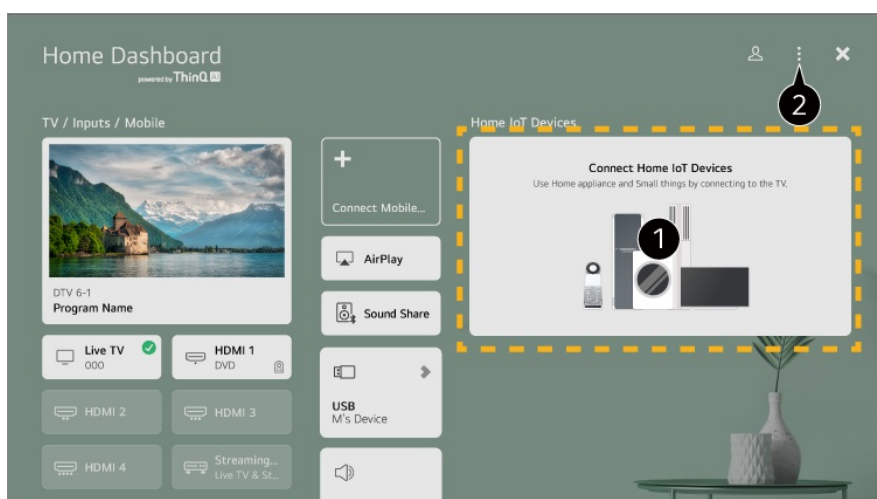 Home Dashboard
powered by ThinQ AI
2
TV / Inputs / Mobile
Home IoT Devices
Connect Home IoT Devices
Use Home appliance and Small things by connecting to the TV.
1
DTV 6-1
Program Name
Connect Mobile...
AirPlay
Sound Share
Live TV
000
HDMI 1
DVD
USB
M's Device
HDMI 2
HDMI 3
HDMI 4
Streaming...
Live TV & St...